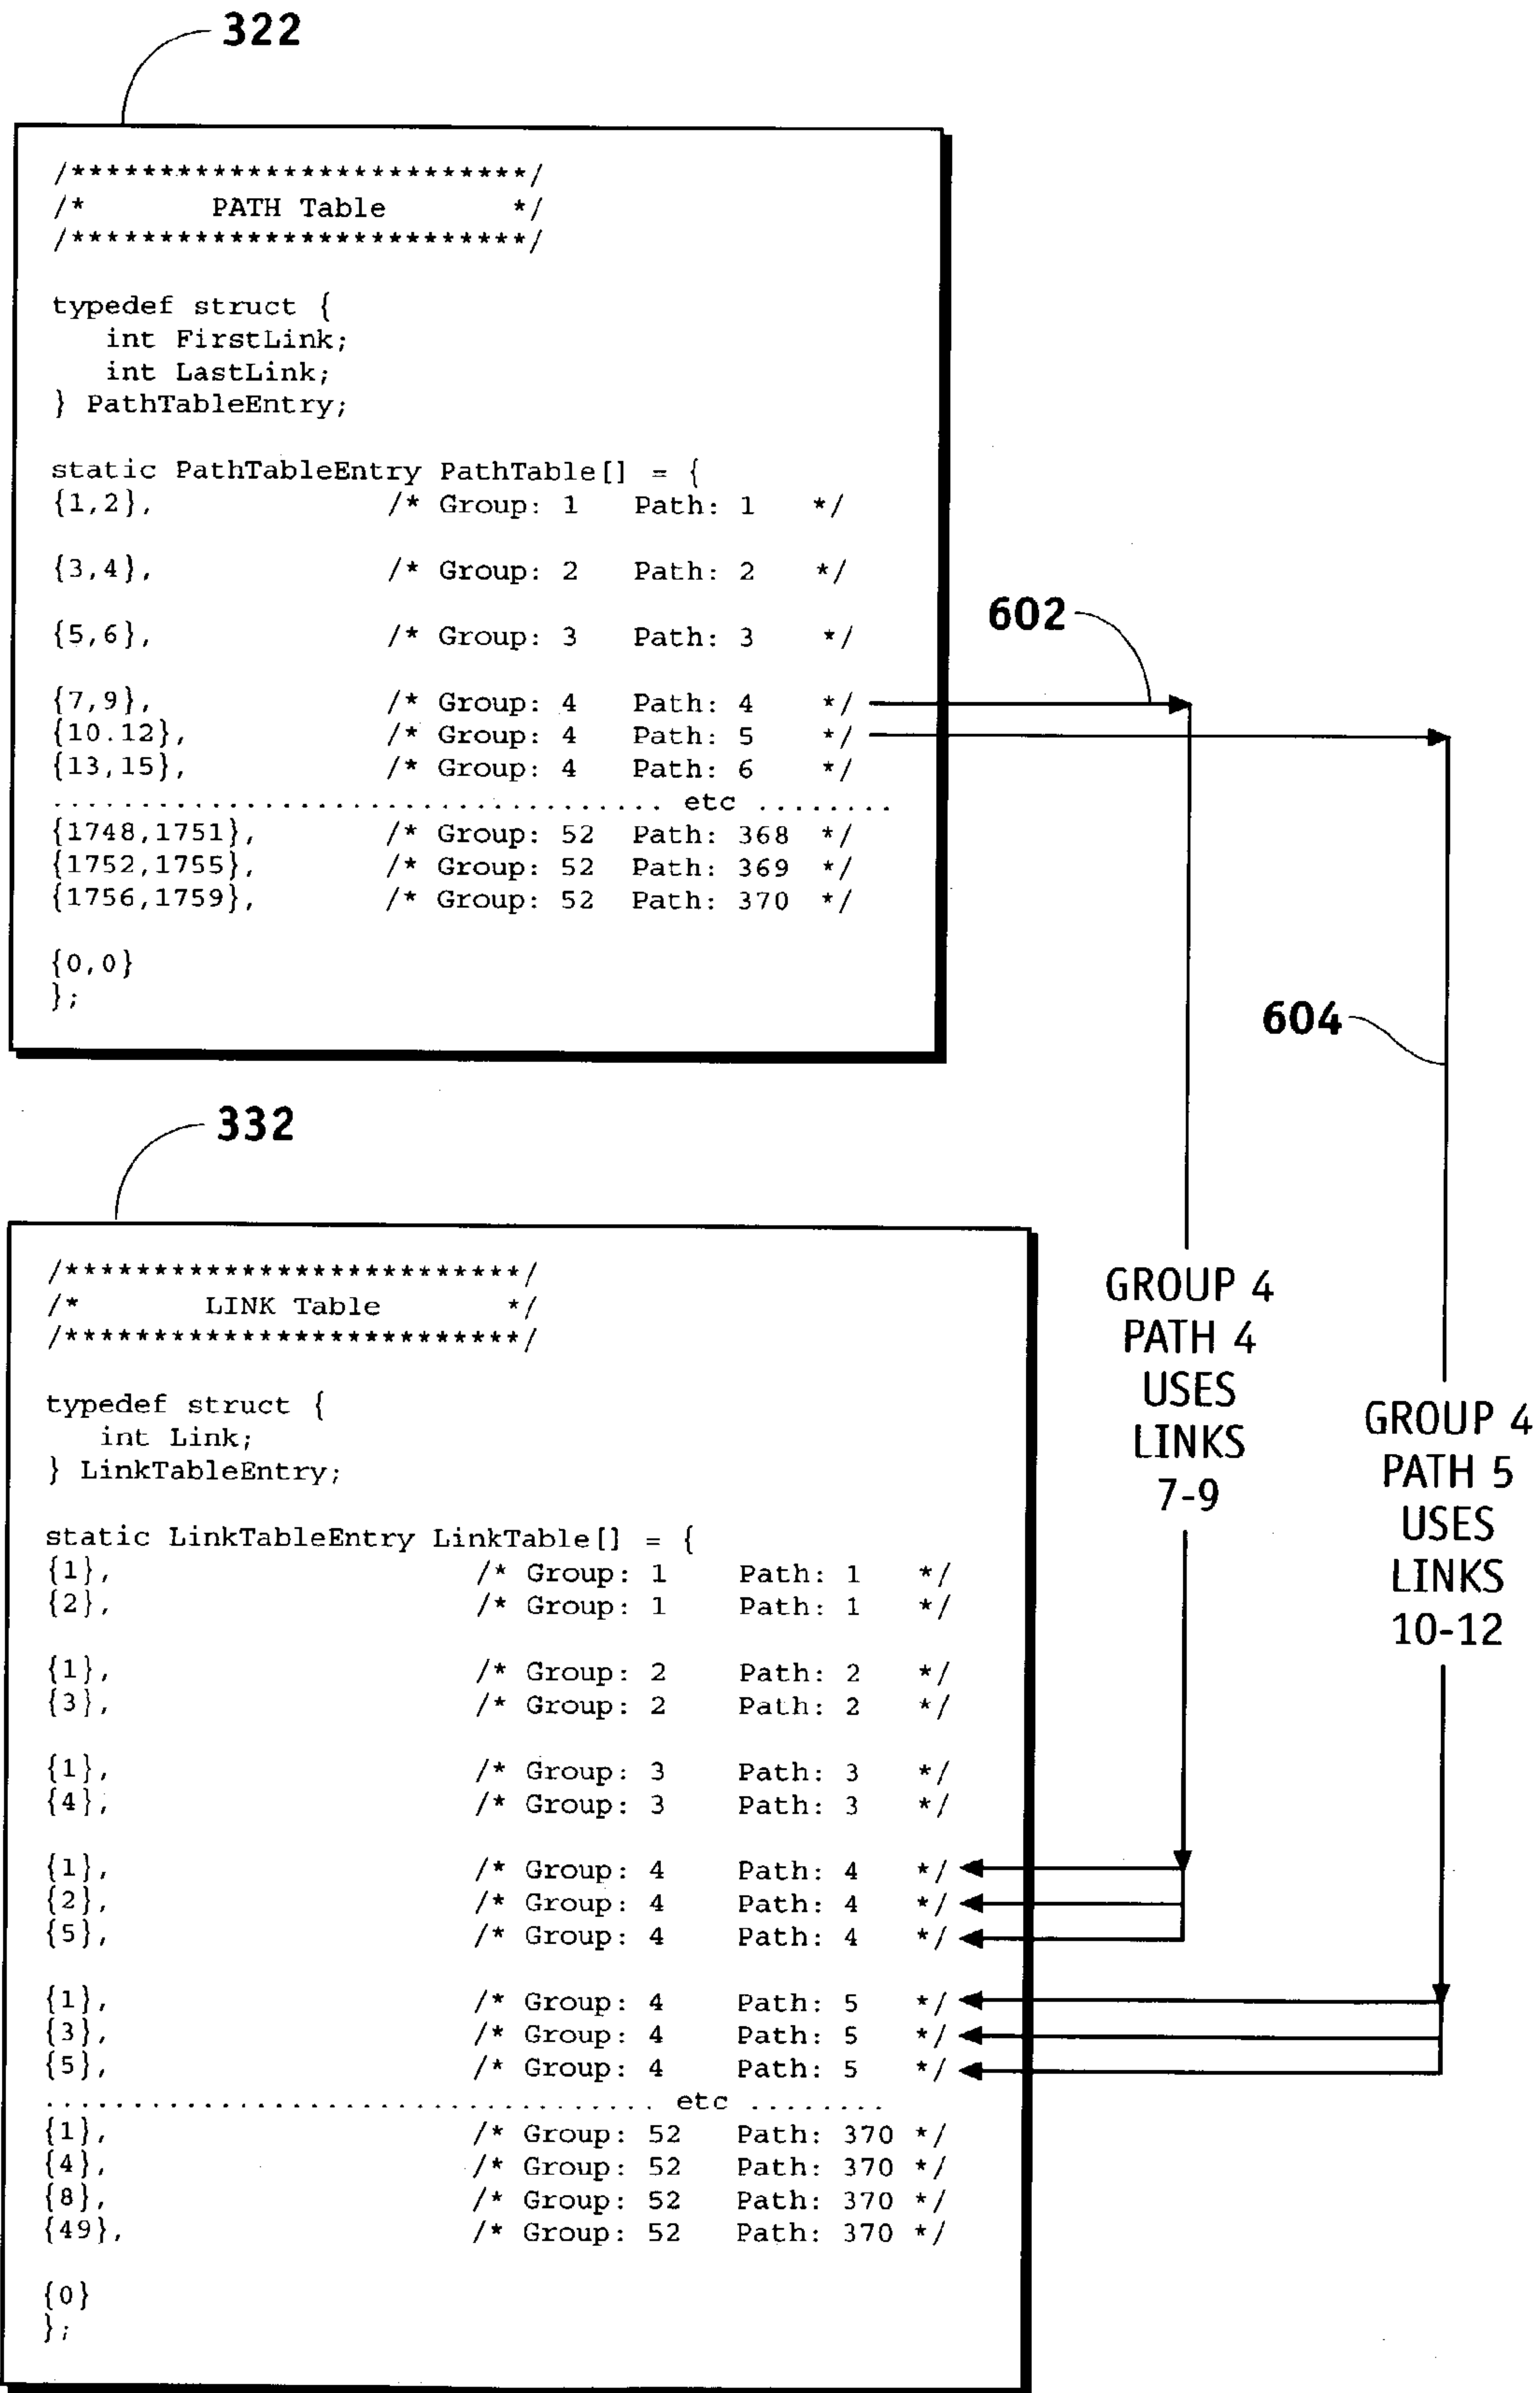 322
/**************************/
/* PATH Table */
/**************************/
typedef struct {
int FirstLink;
int LastLink;
} PathTableEntry;
static PathTableEntry PathTable[] = {
{1,2}, /* Group: 1 Path: 1 */
{3,4}, /* Group: 2 Path: 2 */
{5,6}, /* Group: 3 Path: 3 */
{7,9}, /* Group: 4 Path: 4 */
{10.12}, /* Group: 4 Path: 5 */
{13,15}, /* Group: 4 Path: 6 */
................................... etc ........
{1748,1751}, /* Group: 52 Path: 368 */
{1752,1755}, /* Group: 52 Path: 369 */
{1756,1759}, /* Group: 52 Path: 370 */
{0,0}
};
602
604
332
/**************************/
/* LINK Table */
/**************************/
typedef struct {
int Link;
} LinkTableEntry;
static LinkTableEntry LinkTable[] = {
{1}, /* Group: 1 Path: 1 */
{2}, /* Group: 1 Path: 1 */
{1}, /* Group: 2 Path: 2 */
{3}, /* Group: 2 Path: 2 */
{1}, /* Group: 3 Path: 3 */
{4}, /* Group: 3 Path: 3 */
{1}, /* Group: 4 Path: 4 */
{2}, /* Group: 4 Path: 4 */
{5}, /* Group: 4 Path: 4 */
{1}, /* Group: 4 Path: 5 */
{3}, /* Group: 4 Path: 5 */
{5}, /* Group: 4 Path: 5 */
................................... etc ........
{1}, /* Group: 52 Path: 370 */
{4}, /* Group: 52 Path: 370 */
{8}, /* Group: 52 Path: 370 */
{49}, /* Group: 52 Path: 370 */
{0}
};
GROUP 4
PATH 4
USES
LINKS
7-9
GROUP 4
PATH 5
USES
LINKS
10-12